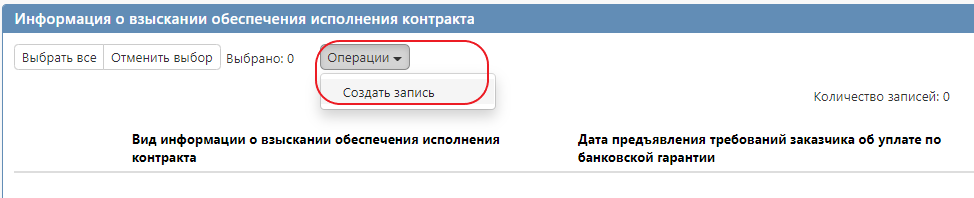 Информация о взыскании обеспечения исполнения контракта
Выбрать все Отменить выбор Выбрано: 0 Операции
Создать запись
Количество записей: 0
Вид информации о взыскании обеспечения исполнения
контракта
Дата предъявления требований заказчика об уплате по
банковской гарантии